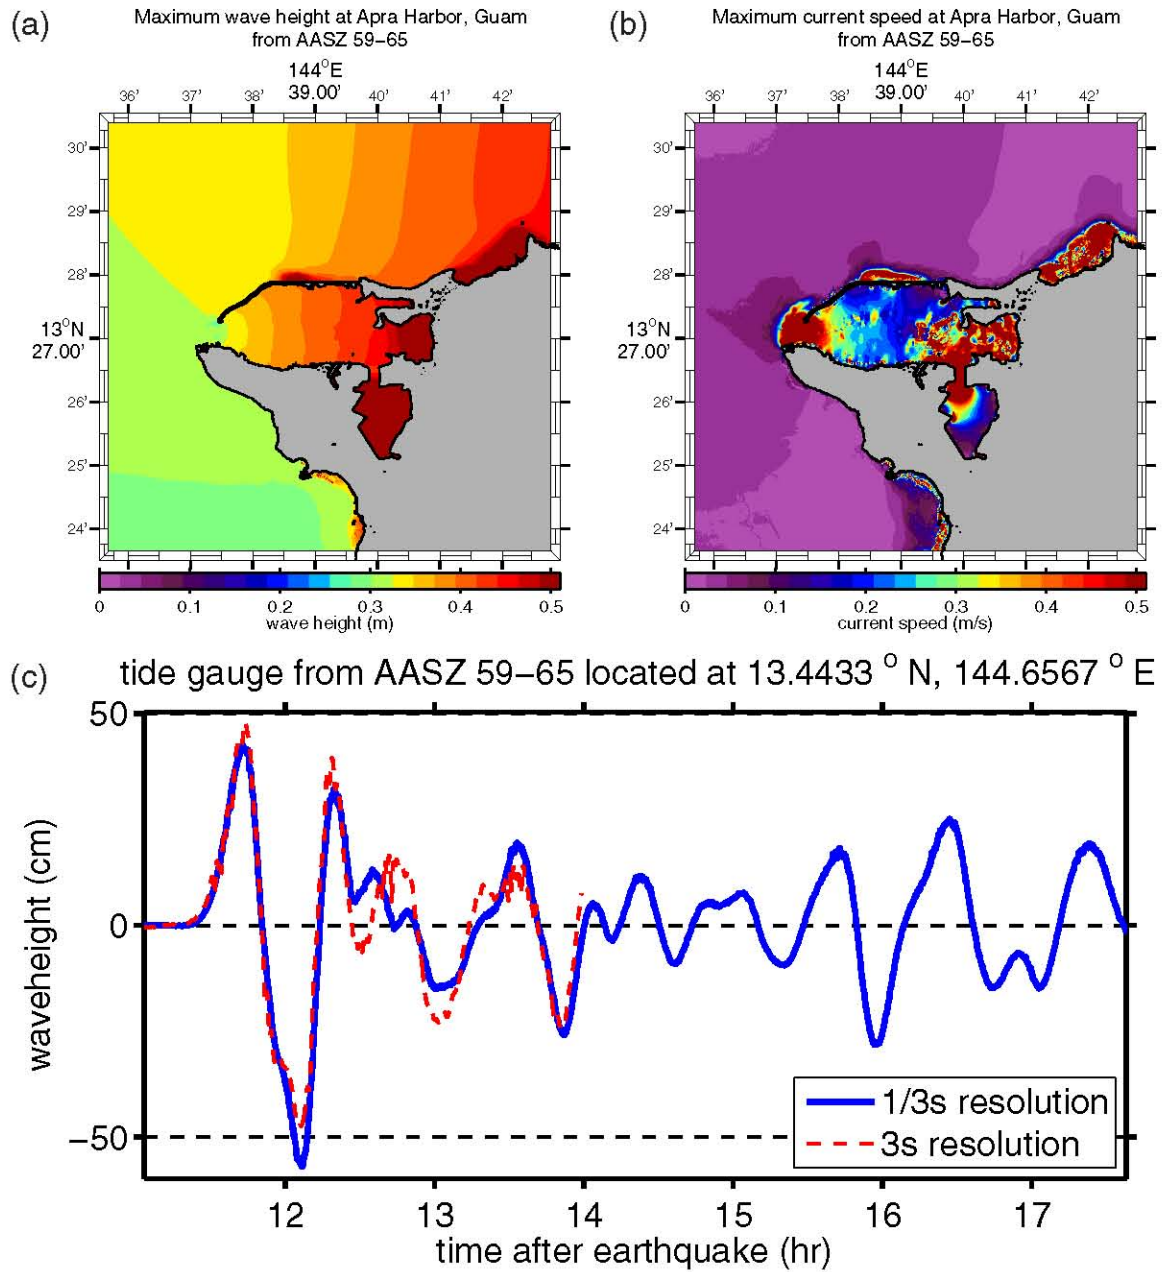 (a)
Maximum wave height at Apra Harbor, Guam
from AASZ 59–65
144°E
36' 37' 38' 39.00' 40' 41' 42'
30'
29'
28'
13°N
27.00'
26'
25'
24'
0 0.1 0.2 0.3 0.4 0.5
wave height (m)
(b)
Maximum current speed at Apra Harbor, Guam
from AASZ 59–65
144°E
36' 37' 38' 39.00' 40' 41' 42'
30'
29'
28'
13°N
27.00'
26'
25'
24'
0 0.1 0.2 0.3 0.4 0.5
current speed (m/s)
(c) tide gauge from AASZ 59–65 located at 13.4433 ° N, 144.6567 ° E
50
0
–50
waveheight (cm)
1/3s resolution
3s resolution
12 13 14 15 16 17
time after earthquake (hr)